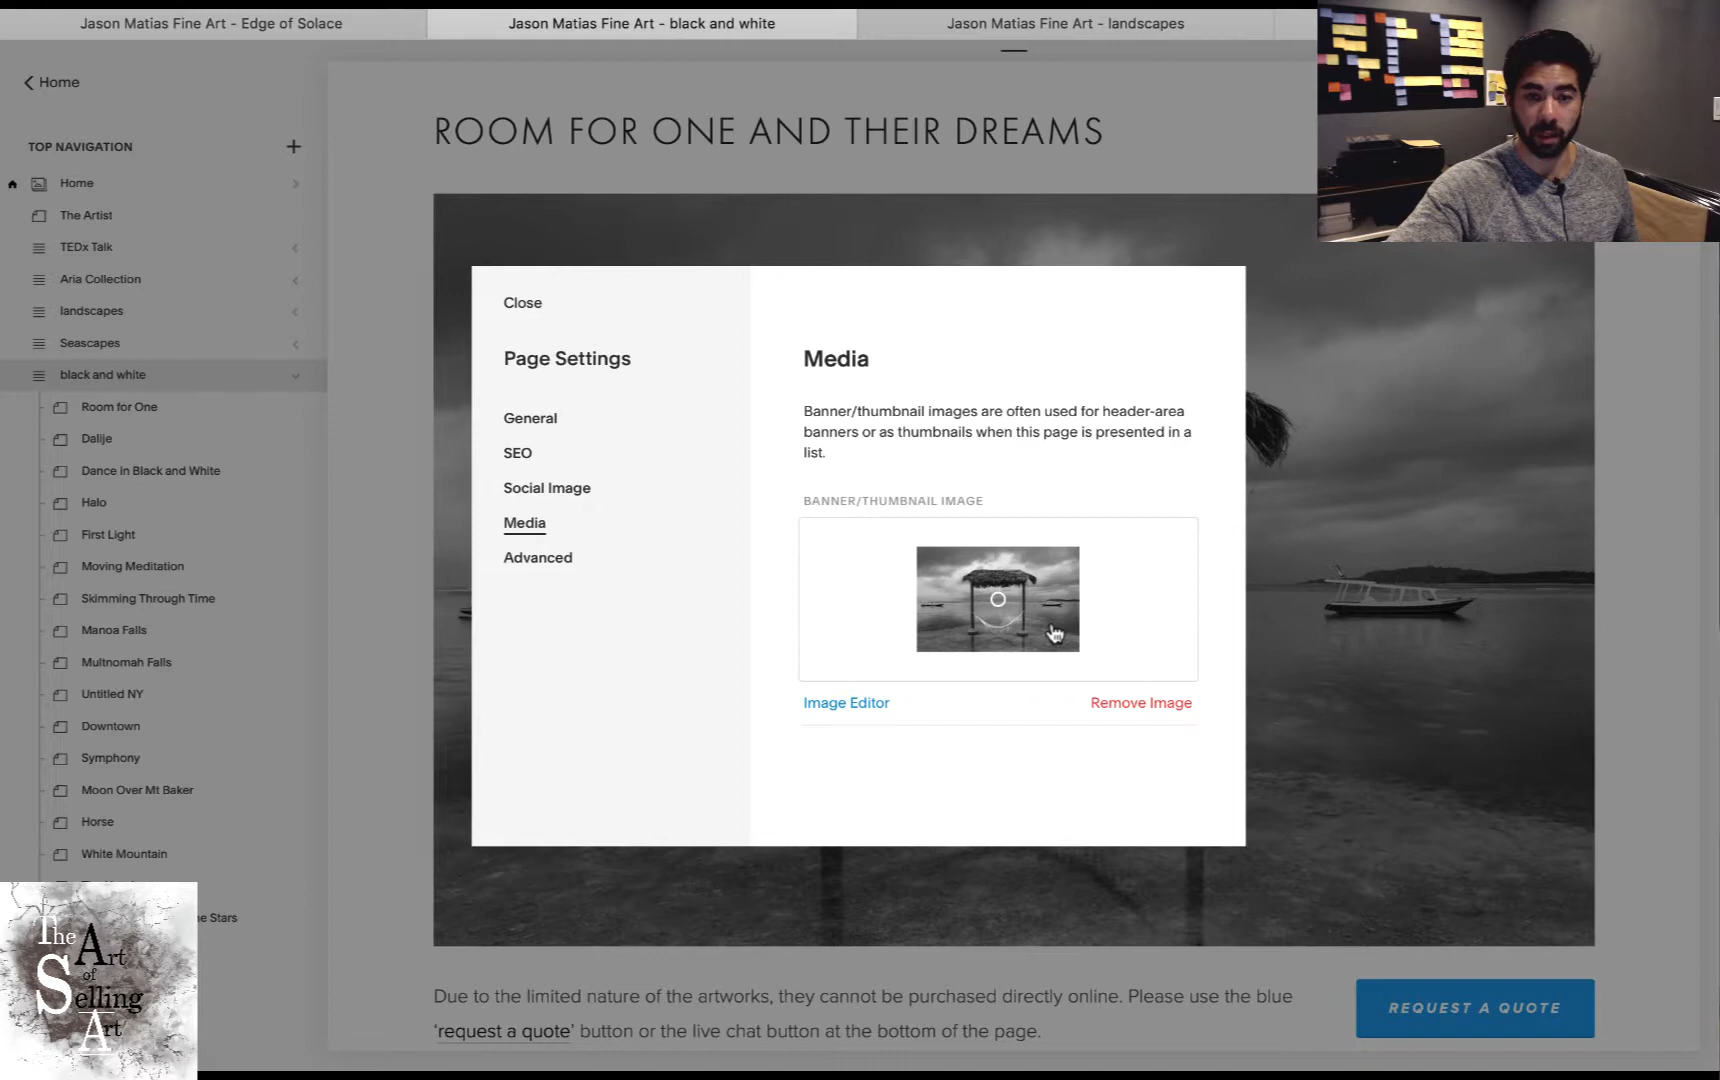 Jason Matias Fine Art - Edge of Solace
Jason Matias Fine Art - black and white
Jason Matias Fine Art - landscapes
Home
TOP NAVIGATION
Home
The Artist
TEDx Talk
Aria Collection
landscapes
Seascapes
black and white
Room for One
Dalije
Dance in Black and White
Halo
First Light
Moving Meditation
Skimming Through Time
Manoa Falls
Multnomah Falls
Untitled NY
Downtown
Symphony
Moon Over Mt Baker
Horse
White Mountain
Stars
The Art
of
Selling
Art
ROOM FOR ONE AND THEIR DREAMS
Close
Page Settings
General
SEO
Social Image
Media
Advanced
Media
Banner/thumbnail images are often used for header-area
banners or as thumbnails when this page is presented in a
list.
BANNER/THUMBNAIL IMAGE
Image Editor
Remove Image
Due to the limited nature of the artworks, they cannot be purchased directly online. Please use the blue
‘request a quote’ button or the live chat button at the bottom of the page.
REQUEST A QUOTE